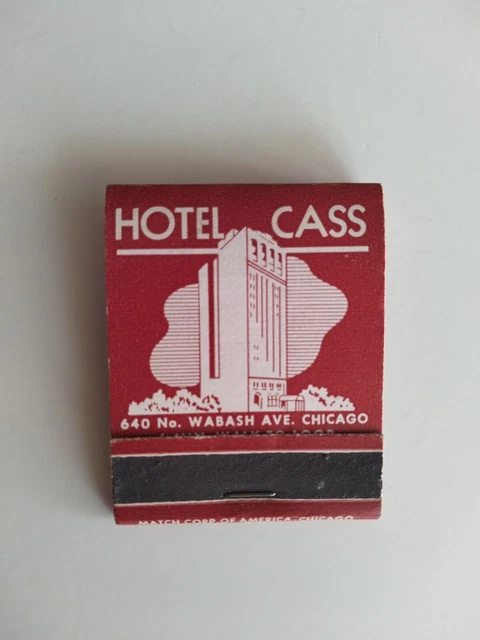 HOTEL CASS
640 No. WABASH AVE. CHICAGO
MATCH CORP. OF AMERICA, CHICAGO